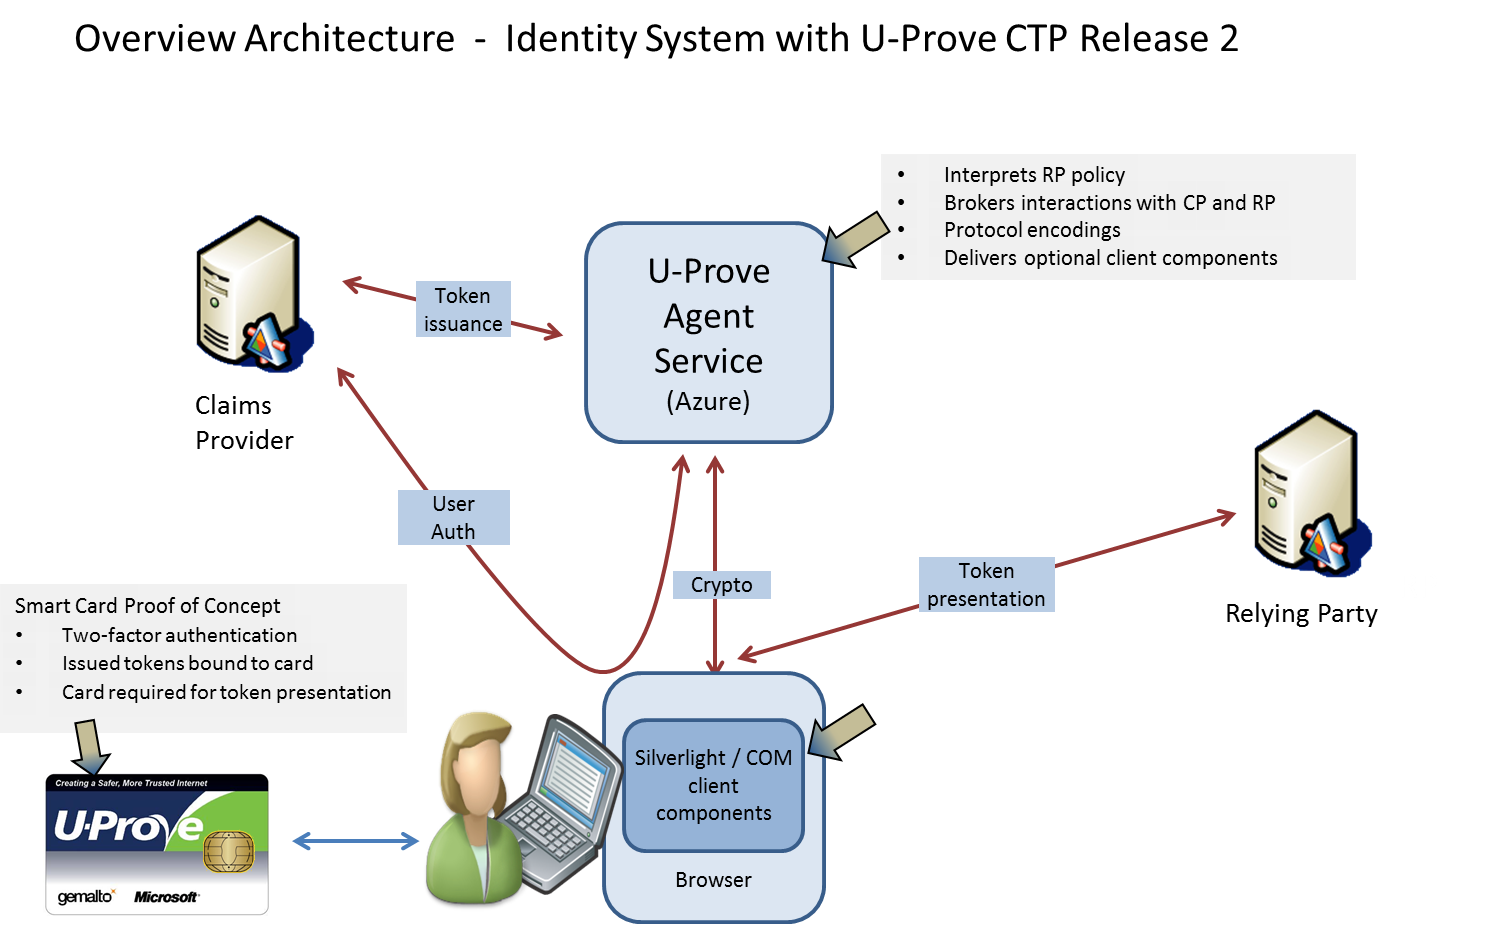 Overview Architecture - Identity System with U-Prove CTP Release 2
• Interprets RP policy
• Brokers interactions with CP and RP
• Protocol encodings
• Delivers optional client components
U-Prove
Agent
Service
(Azure)
Token
issuance
Claims
Provider
User
Auth
Crypto
Token
presentation
Relying Party
Smart Card Proof of Concept
• Two-factor authentication
• Issued tokens bound to card
• Card required for token presentation
Silverlight / COM
client
components
Browser
Creating a Safer, More Trusted Internet
U-Prove
gemalto
Microsoft